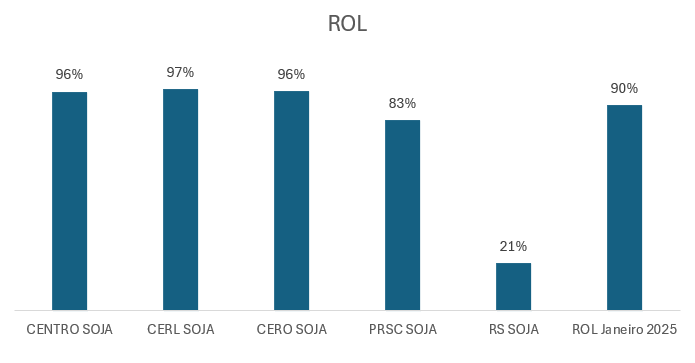 ROL
96%
97%
96%
83%
21%
90%
CENTRO SOJA
CERL SOJA
CERO SOJA
PRSC SOJA
RS SOJA
ROL Janeiro 2025